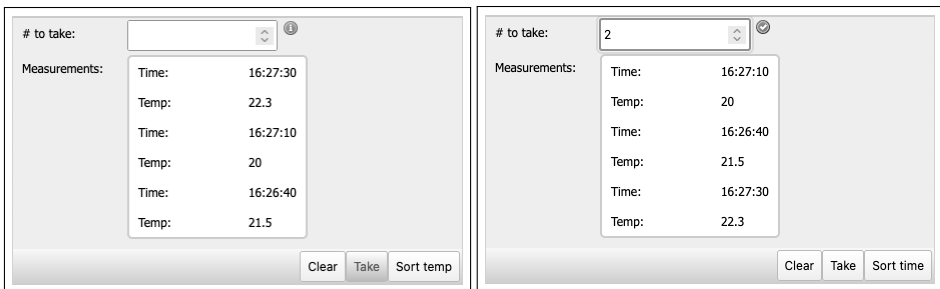 # to take:
Measurements:
Time: 16:27:30
Temp: 22.3
Time: 16:27:10
Temp: 20
Time: 16:26:40
Temp: 21.5
Clear Take Sort temp
# to take: 2
Measurements:
Time: 16:27:10
Temp: 20
Time: 16:26:40
Temp: 21.5
Time: 16:27:30
Temp: 22.3
Clear Take Sort time